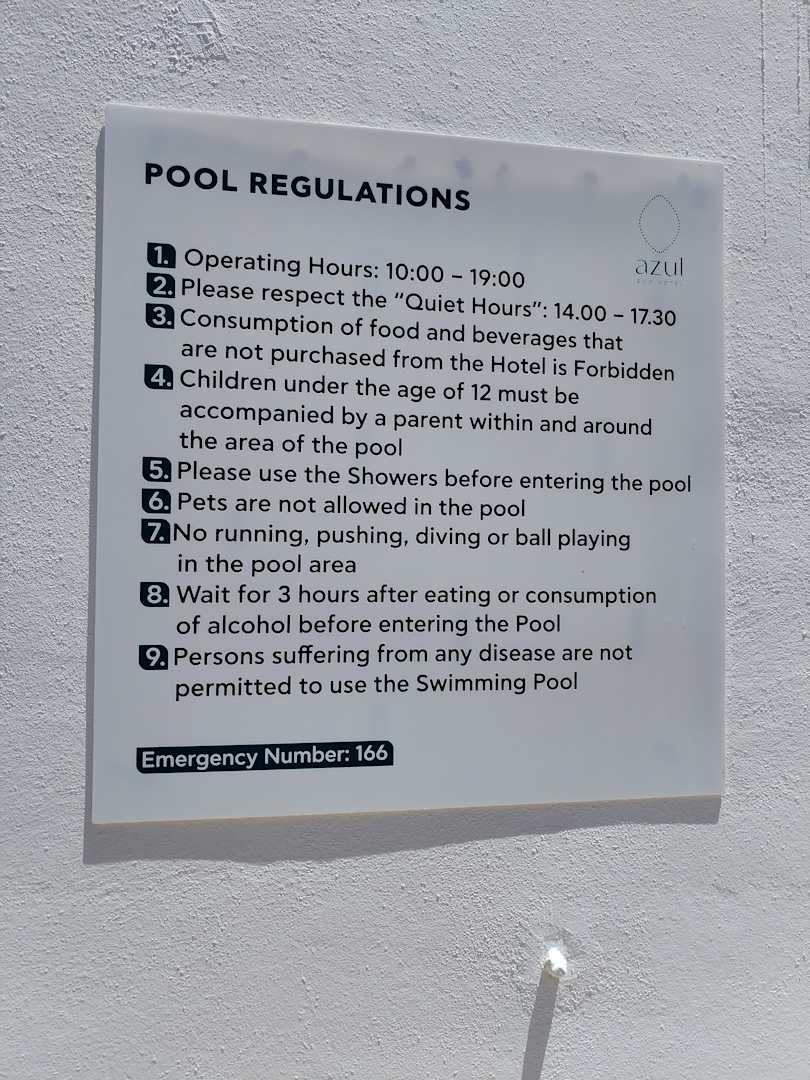 POOL REGULATIONS
azul
1. Operating Hours: 10:00 – 19:00
2. Please respect the “Quiet Hours”: 14.00 – 17.30
3. Consumption of food and beverages that
are not purchased from the Hotel is Forbidden
4. Children under the age of 12 must be
accompanied by a parent within and around
the area of the pool
5. Please use the Showers before entering the pool
6. Pets are not allowed in the pool
7. No running, pushing, diving or ball playing
in the pool area
8. Wait for 3 hours after eating or consumption
of alcohol before entering the Pool
9. Persons suffering from any disease are not
permitted to use the Swimming Pool
Emergency Number: 166